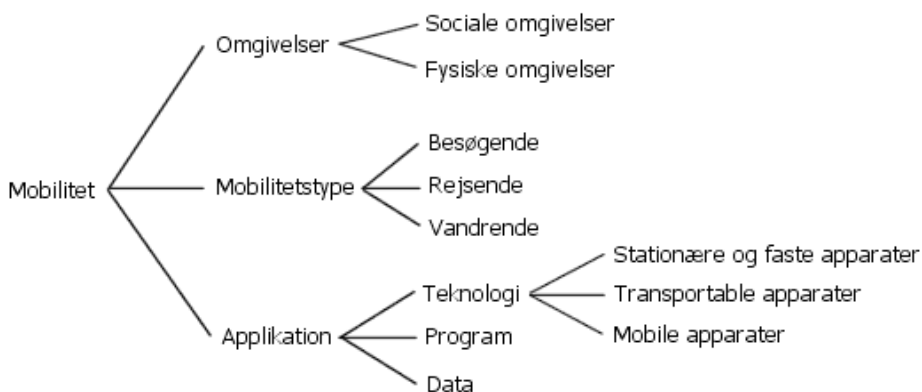 Sociale omgivelser
Omgivelser
Fysiske omgivelser
Besøgende
Mobilitet
Mobilitetstype
Rejsende
Vandrende
Stationære og faste apparater
Teknologi
Transportable apparater
Applikation
Program
Mobile apparater
Data